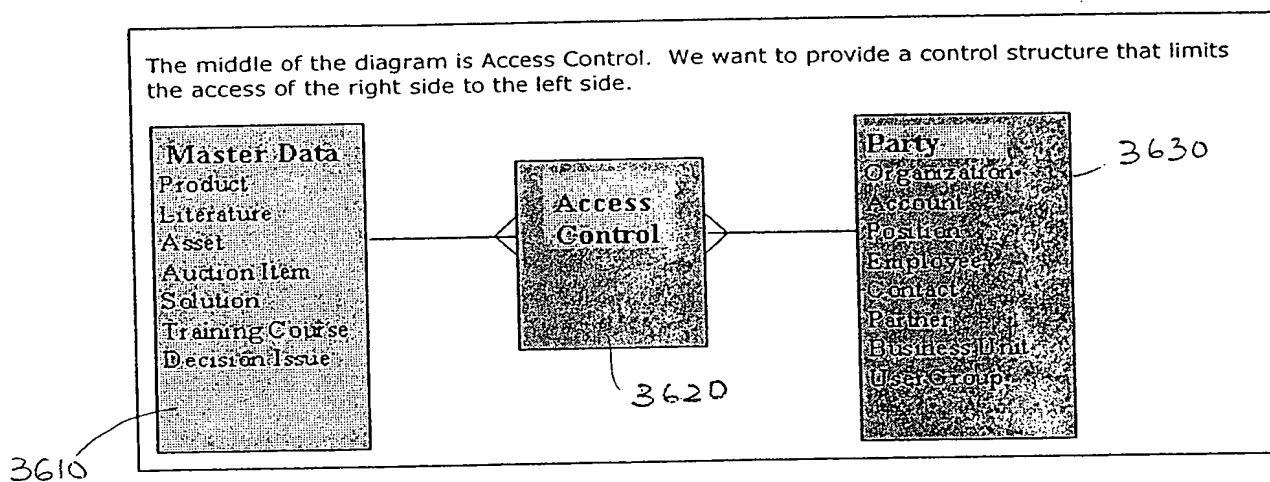 The middle of the diagram is Access Control. We want to provide a control structure that limits
the access of the right side to the left side.
Master Data
Product
Literature
Asset
Auction Item
Solution
Training Course
Decision Issue
3610
Access
Control
3620
Party
Organization
Account
Position
Employee
Contact
Partner
Business Unit
User Group
3630